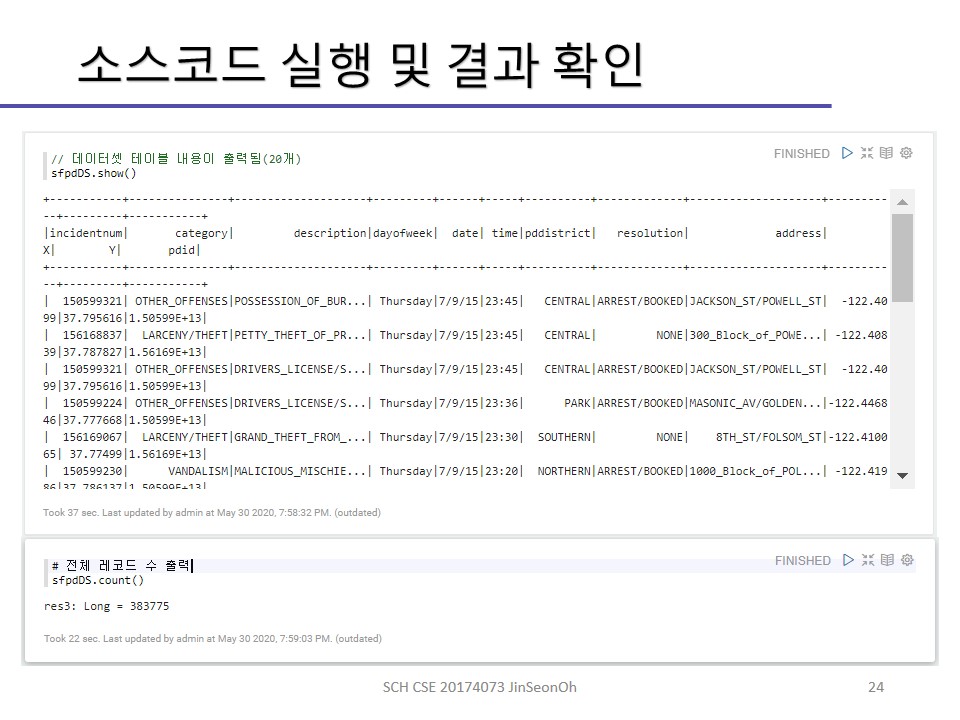 소스코드 실행 및 결과 확인
// 데이터셋 테이블 내용이 출력됨(20개)
FINISHED
sfpdDS.show()
+-----------+--------------+--------------------+---------+------+-----+----------+--------------+--------------------+---------
--+---------+-----------+
|incidentnum|      category|         description|dayofweek|  date| time|pddistrict|    resolution|             address|
X|        Y|       pdid|
+-----------+--------------+--------------------+---------+------+-----+----------+--------------+--------------------+---------
--+---------+-----------+
|  150599321| OTHER_OFFENSES|POSSESSION_OF_BUR...| Thursday|7/9/15|23:45|   CENTRAL|ARREST/BOOKED|JACKSON_ST/POWELL_ST|  -122.40
99|37.795616|1.50599E+13|
|  156168837|  LARCENY/THEFT|PETTY_THEFT_OF_PR...| Thursday|7/9/15|23:45|   CENTRAL|         NONE|300_Block_of_POWE...| -122.408
39|37.787827|1.56169E+13|
|  150599321| OTHER_OFFENSES|DRIVERS_LICENSE/S...| Thursday|7/9/15|23:45|   CENTRAL|ARREST/BOOKED|JACKSON_ST/POWELL_ST|  -122.40
99|37.795616|1.50599E+13|
|  150599224| OTHER_OFFENSES|DRIVERS_LICENSE/S...| Thursday|7/9/15|23:36|      PARK|ARREST/BOOKED|MASONIC_AV/GOLDEN...|-122.4468
46|37.777668|1.50599E+13|
|  156169067|  LARCENY/THEFT|GRAND_THEFT_FROM_...| Thursday|7/9/15|23:30|  SOUTHERN|         NONE|    8TH_ST/FOLSOM_ST|-122.4100
65| 37.77499|1.56169E+13|
|  150599230|      VANDALISM|MALICIOUS_MISCHIE...| Thursday|7/9/15|23:20|  NORTHERN|ARREST/BOOKED|1000_Block_of_POL...| -122.419
86|37.786137|1.50599E+13|
Took 37 sec. Last updated by admin at May 30 2020, 7:58:32 PM. (outdated)
# 전체 레코드 수 출력
FINISHED
sfpdDS.count()
res3: Long = 383775
Took 22 sec. Last updated by admin at May 30 2020, 7:59:03 PM. (outdated)
SCH CSE 20174073 JinSeonOh
24